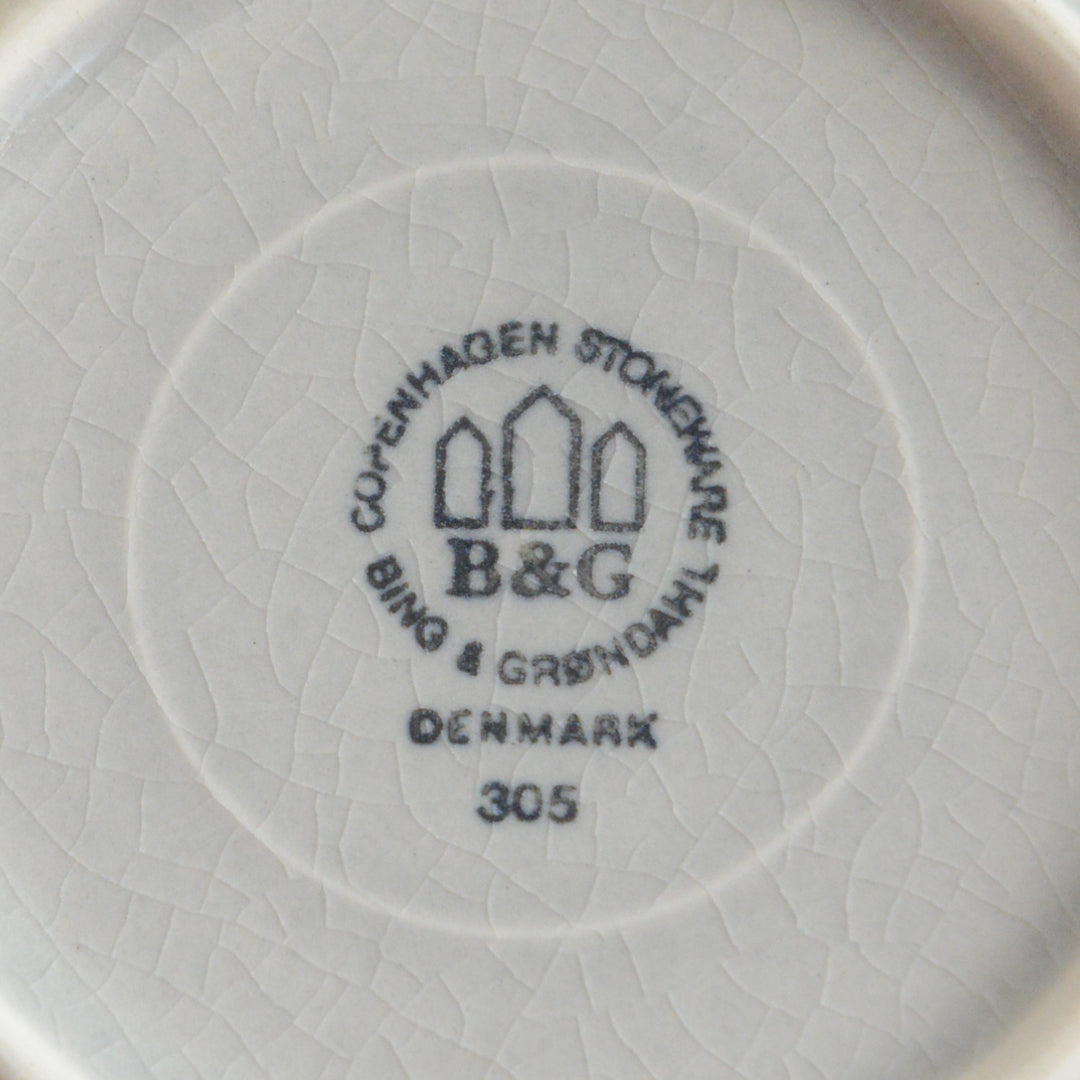 COPENHAGEN STONEWARE
B&G
BING & GRØNDAHL
DENMARK
305